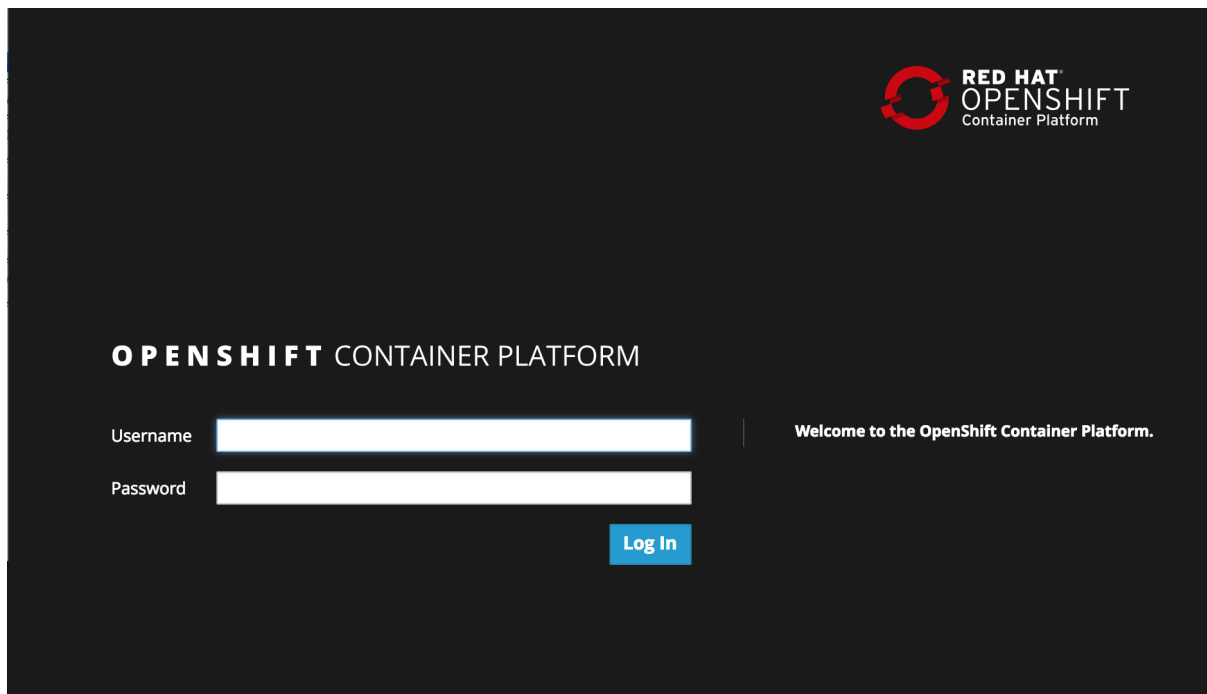 RED HAT®
OPENSHIFT
Container Platform
OPENSHIFT CONTAINER PLATFORM
Username
Welcome to the OpenShift Container Platform.
Password
Log In